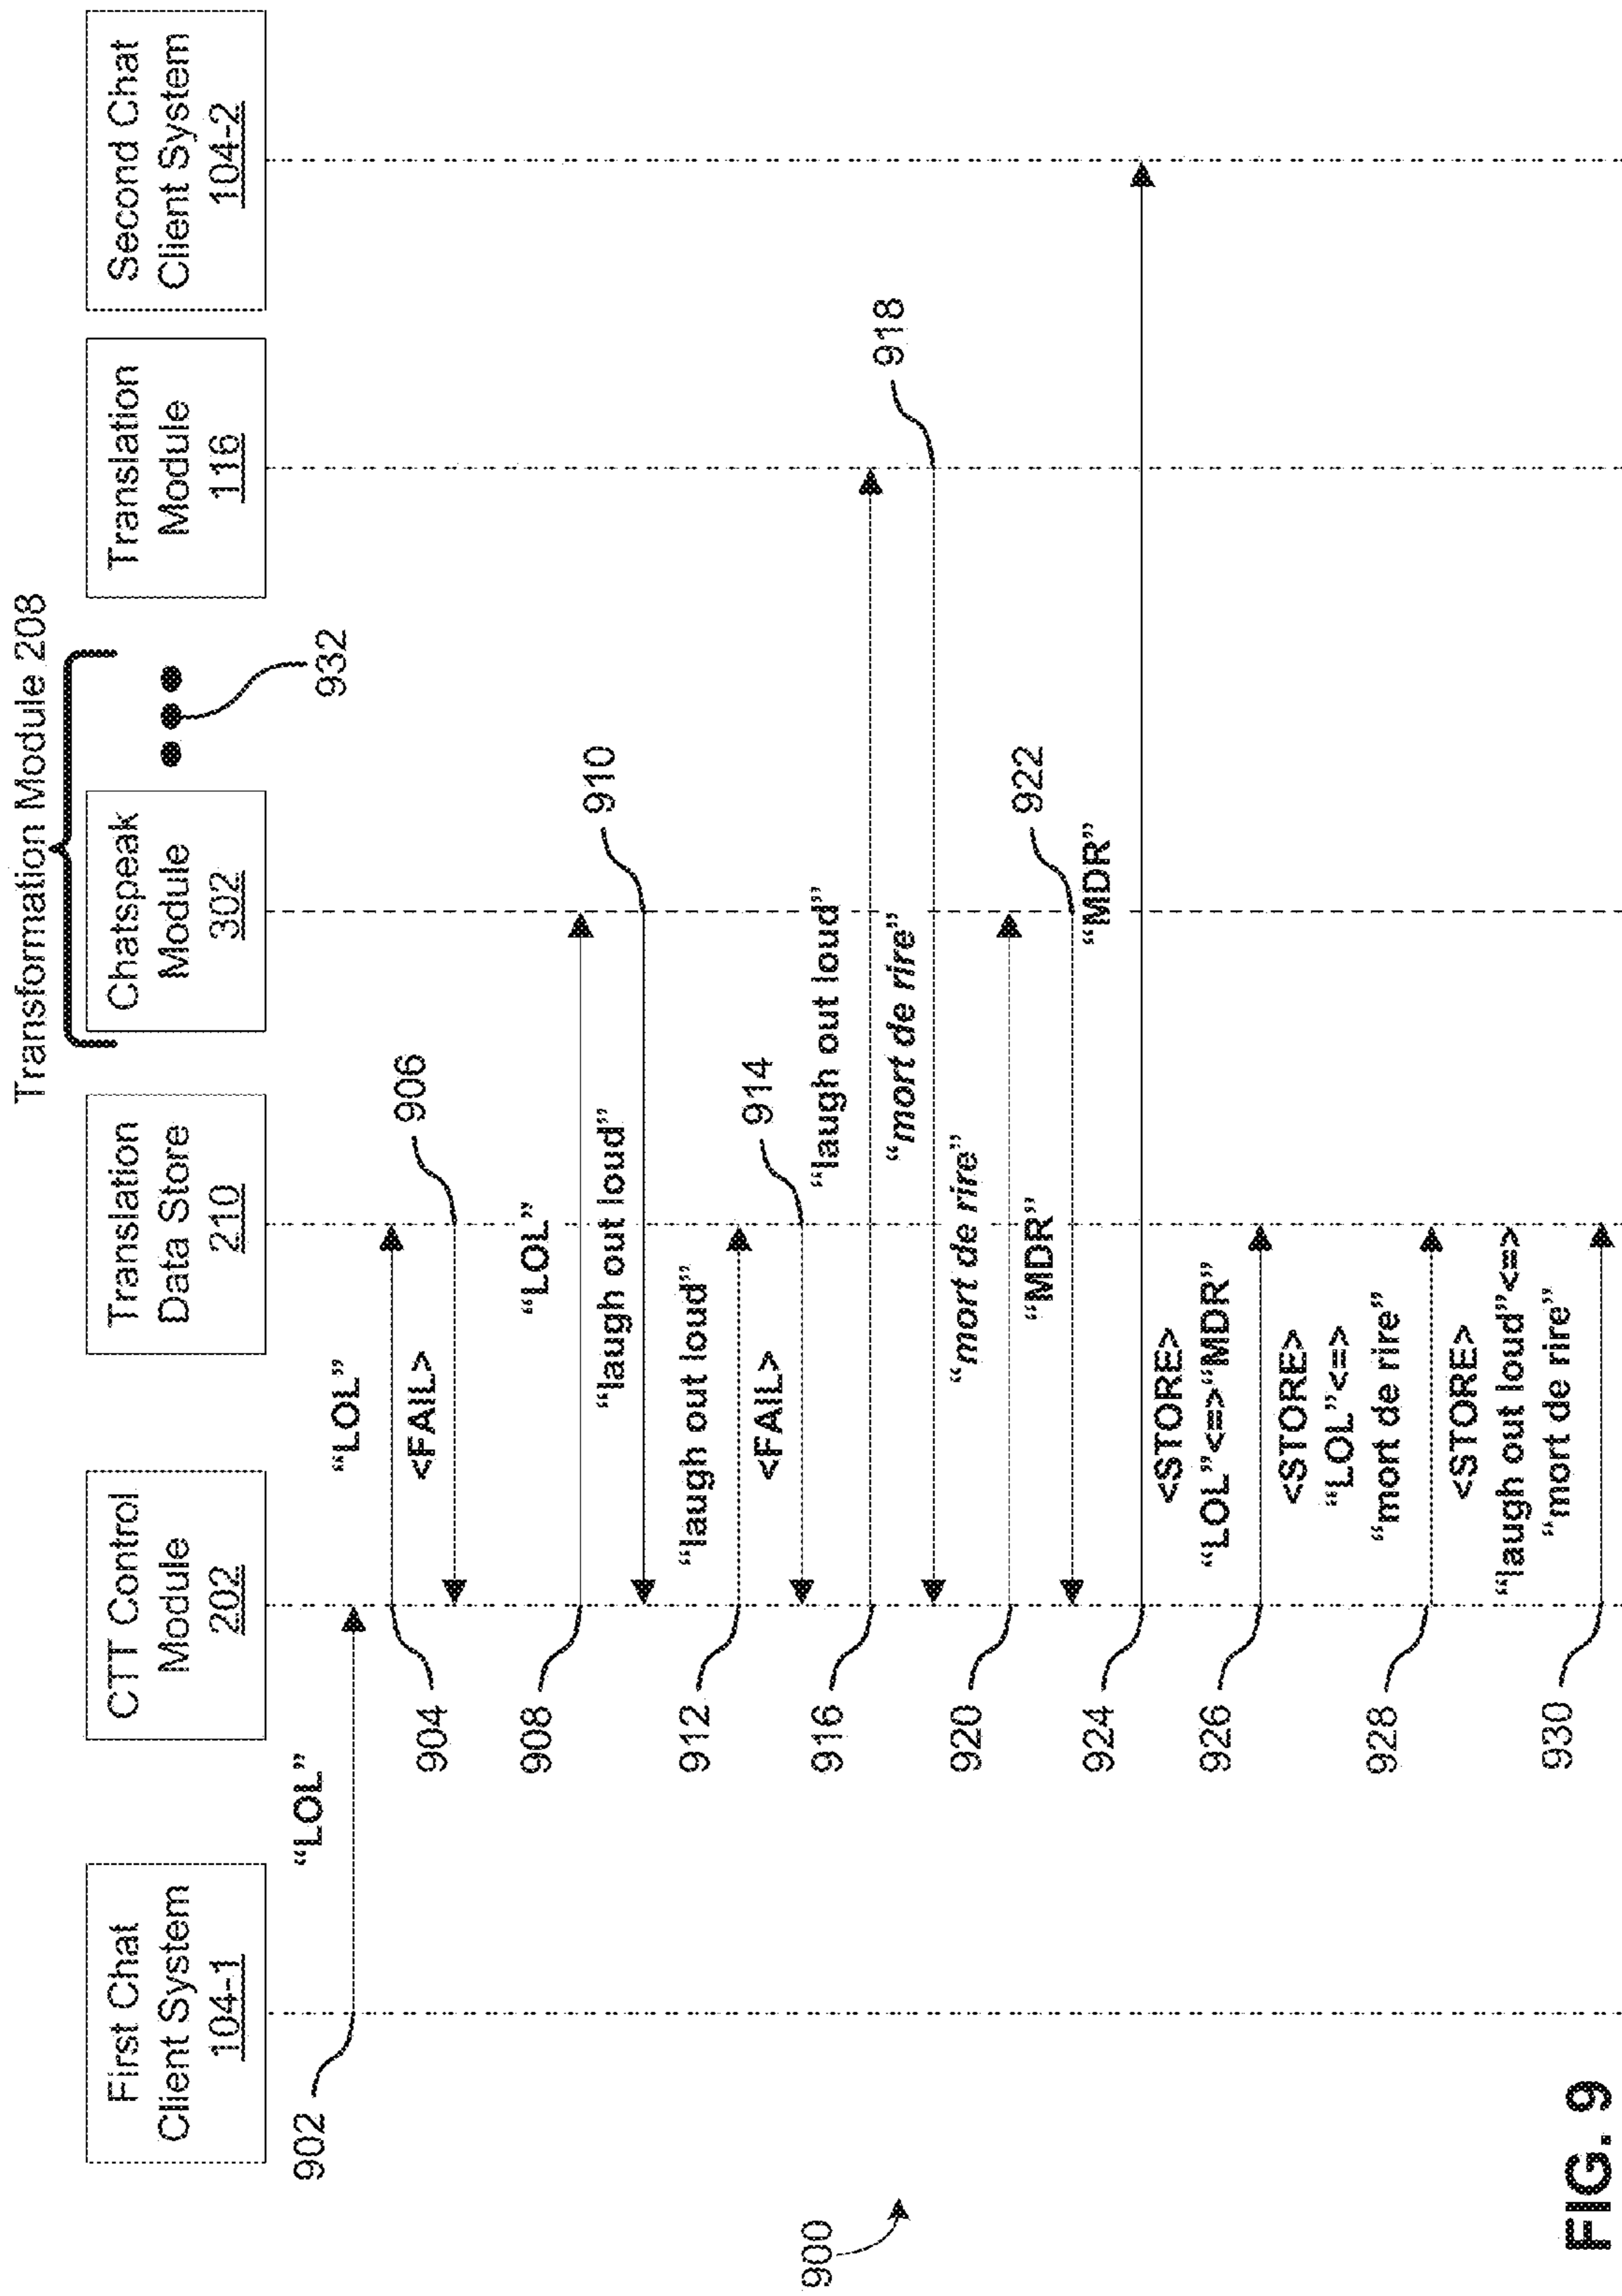 Transformation Module 208
First Chat
Client System
104-1
CTT Control
Module
202
Translation
Data Store
210
Chatspeak
Module
302
932
Translation
Module
116
Second Chat
Client System
104-2
902
"LOL"
904
"LOL"
<FAIL>
906
908
"LOL"
"laugh out loud"
910
912
"laugh out loud"
<FAIL>
914
916
"laugh out loud"
"mort de rire"
918
920
"mort de rire"
"MDR"
922
924
"MDR"
926
<STORE>
"LOL"<=>"MDR"
928
<STORE>
"LOL"<=>
"mort de rire"
930
<STORE>
"laugh out loud"<=>
"mort de rire"
900
FIG. 9